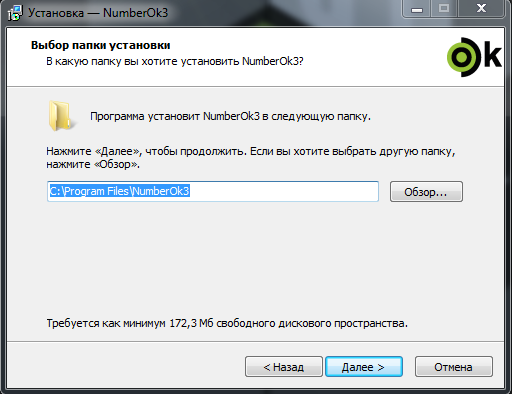 Установка — NumberOk3
Выбор папки установки
В какую папку вы хотите установить NumberOk3?
Ok
Программа установит NumberOk3 в следующую папку.
Нажмите «Далее», чтобы продолжить. Если вы хотите выбрать другую папку,
нажмите «Обзор».
C:\Program Files\NumberOk3
Обзор...
Требуется как минимум 172,3 Мб свободного дискового пространства.
< Назад
Далее >
Отмена